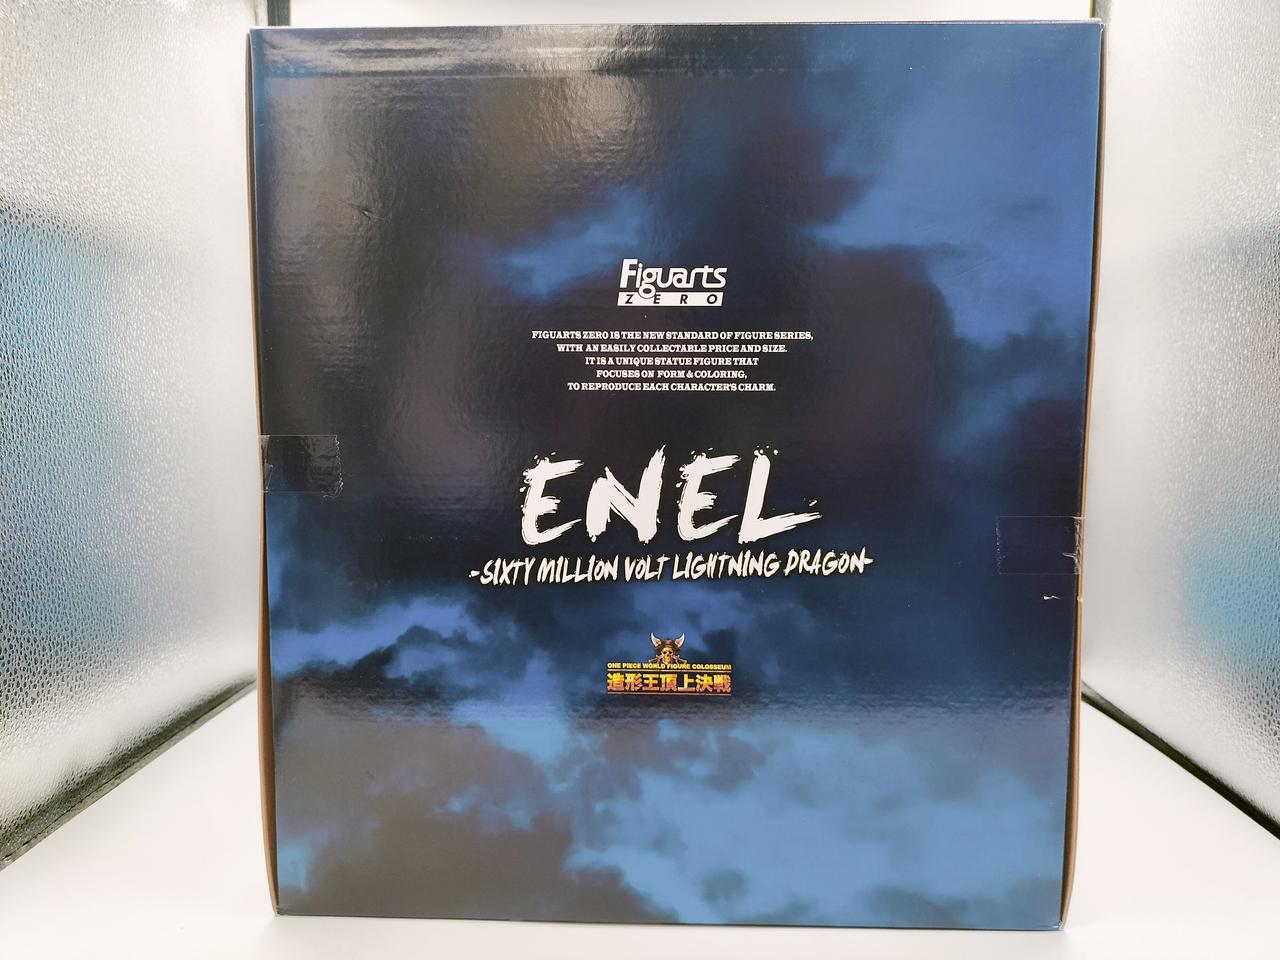 Figuarts
ZERO
FIGUARTS ZERO IS THE NEW STANDARD OF FIGURE SERIES,
WITH AN EASILY COLLECTABLE PRICE AND SIZE.
IT IS A UNIQUE STATUE FIGURE THAT
FOCUSES ON FORM & COLORING,
TO REPRODUCE EACH CHARACTER'S CHARM.
ENEL
-SIXTY MILLION VOLT LIGHTNING DRAGON-
ONE PIECE WORLD FIGURE COLOSSEUM
造形王頂上決戦